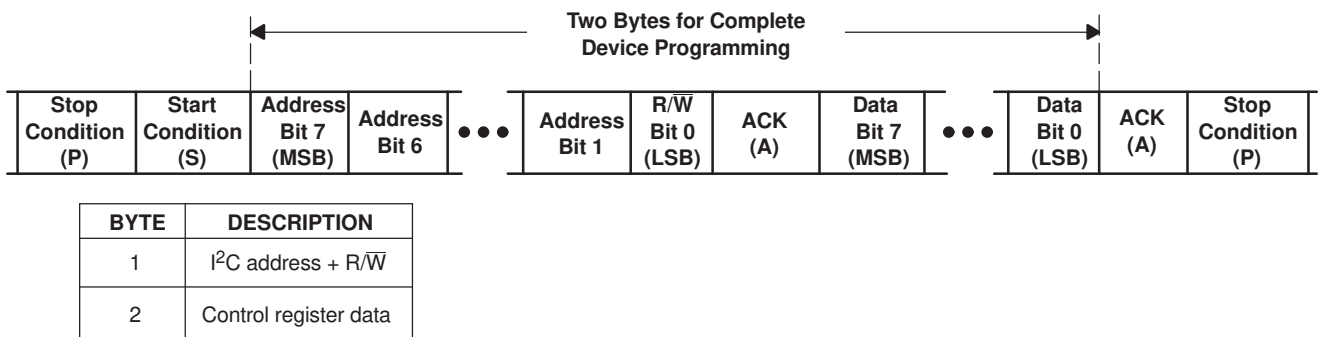 Two Bytes for Complete
Device Programming
Stop
Condition
(P)
Start
Condition
(S)
Address
Bit 7
(MSB)
Address
Bit 6
•••
Address
Bit 1
R/W̅
Bit 0
(LSB)
ACK
(A)
Data
Bit 7
(MSB)
•••
Data
Bit 0
(LSB)
ACK
(A)
Stop
Condition
(P)
BYTE DESCRIPTION
1 I²C address + R/W̅
2 Control register data